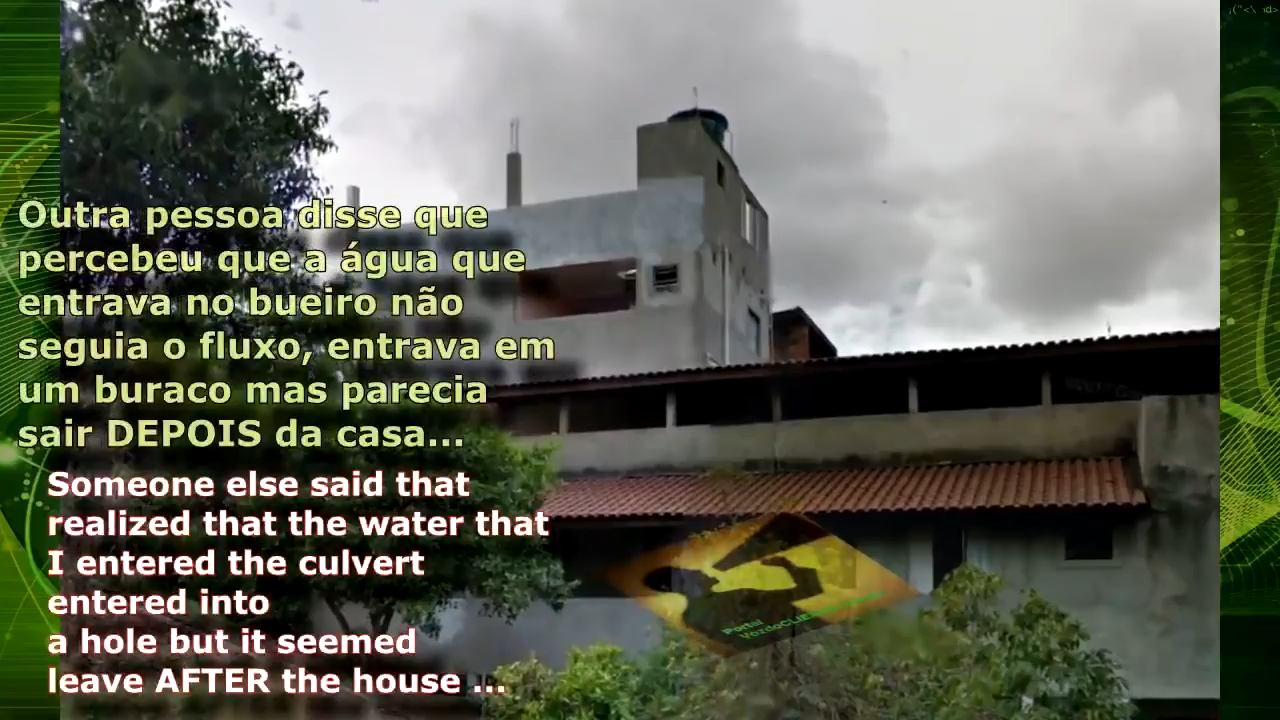 Outra pessoa disse que
percebeu que a água que
entrava no bueiro não
seguia o fluxo, entrava em
um buraco mas parecia
sair DEPOIS da casa...
Someone else said that
realized that the water that
I entered the culvert
entered into
a hole but it seemed
leave AFTER the house ...
Portal